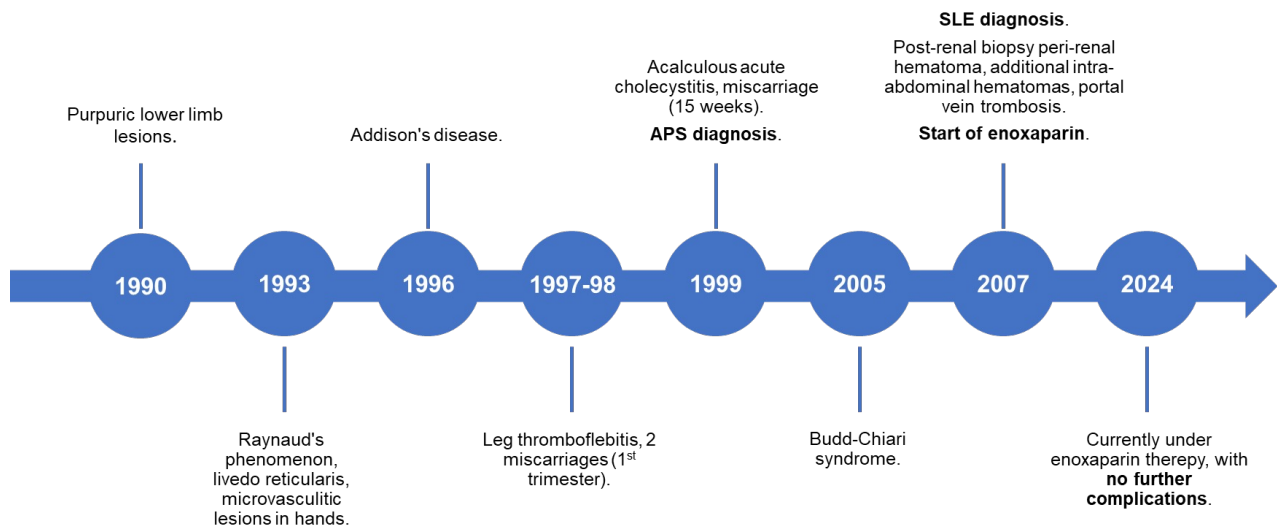 Purpuric lower limb
lesions.
1990
1993
Raynaud's
phenomenon,
livedo reticularis,
microvasculitic
lesions in hands.
Addison's disease.
1996
1997-98
Leg thromboflebitis, 2
miscarriages (1st
trimester).
Acalculous acute
cholecystitis, miscarriage
(15 weeks).
APS diagnosis.
1999
2005
Budd-Chiari
syndrome.
SLE diagnosis.
Post-renal biopsy peri-renal
hematoma, additional intra-
abdominal hematomas, portal
vein trombosis.
Start of enoxaparin.
2007
2024
Currently under
enoxaparin therepy, with
no further
complications.